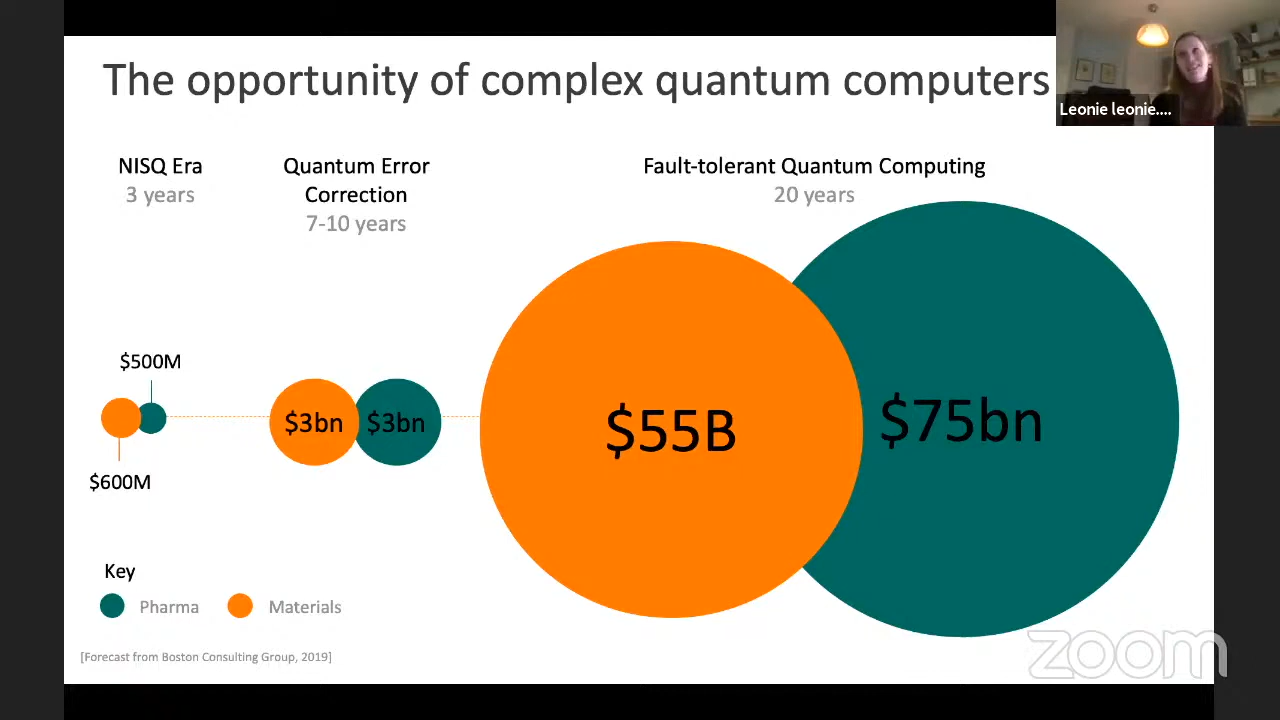 The opportunity of complex quantum computers
Leonie leonie....
NISQ Era
3 years
Quantum Error
Correction
7-10 years
Fault-tolerant Quantum Computing
20 years
$500M
$600M
$3bn
$3bn
$55B
$75bn
Key
Pharma
Materials
[Forecast from Boston Consulting Group, 2019]
zoom